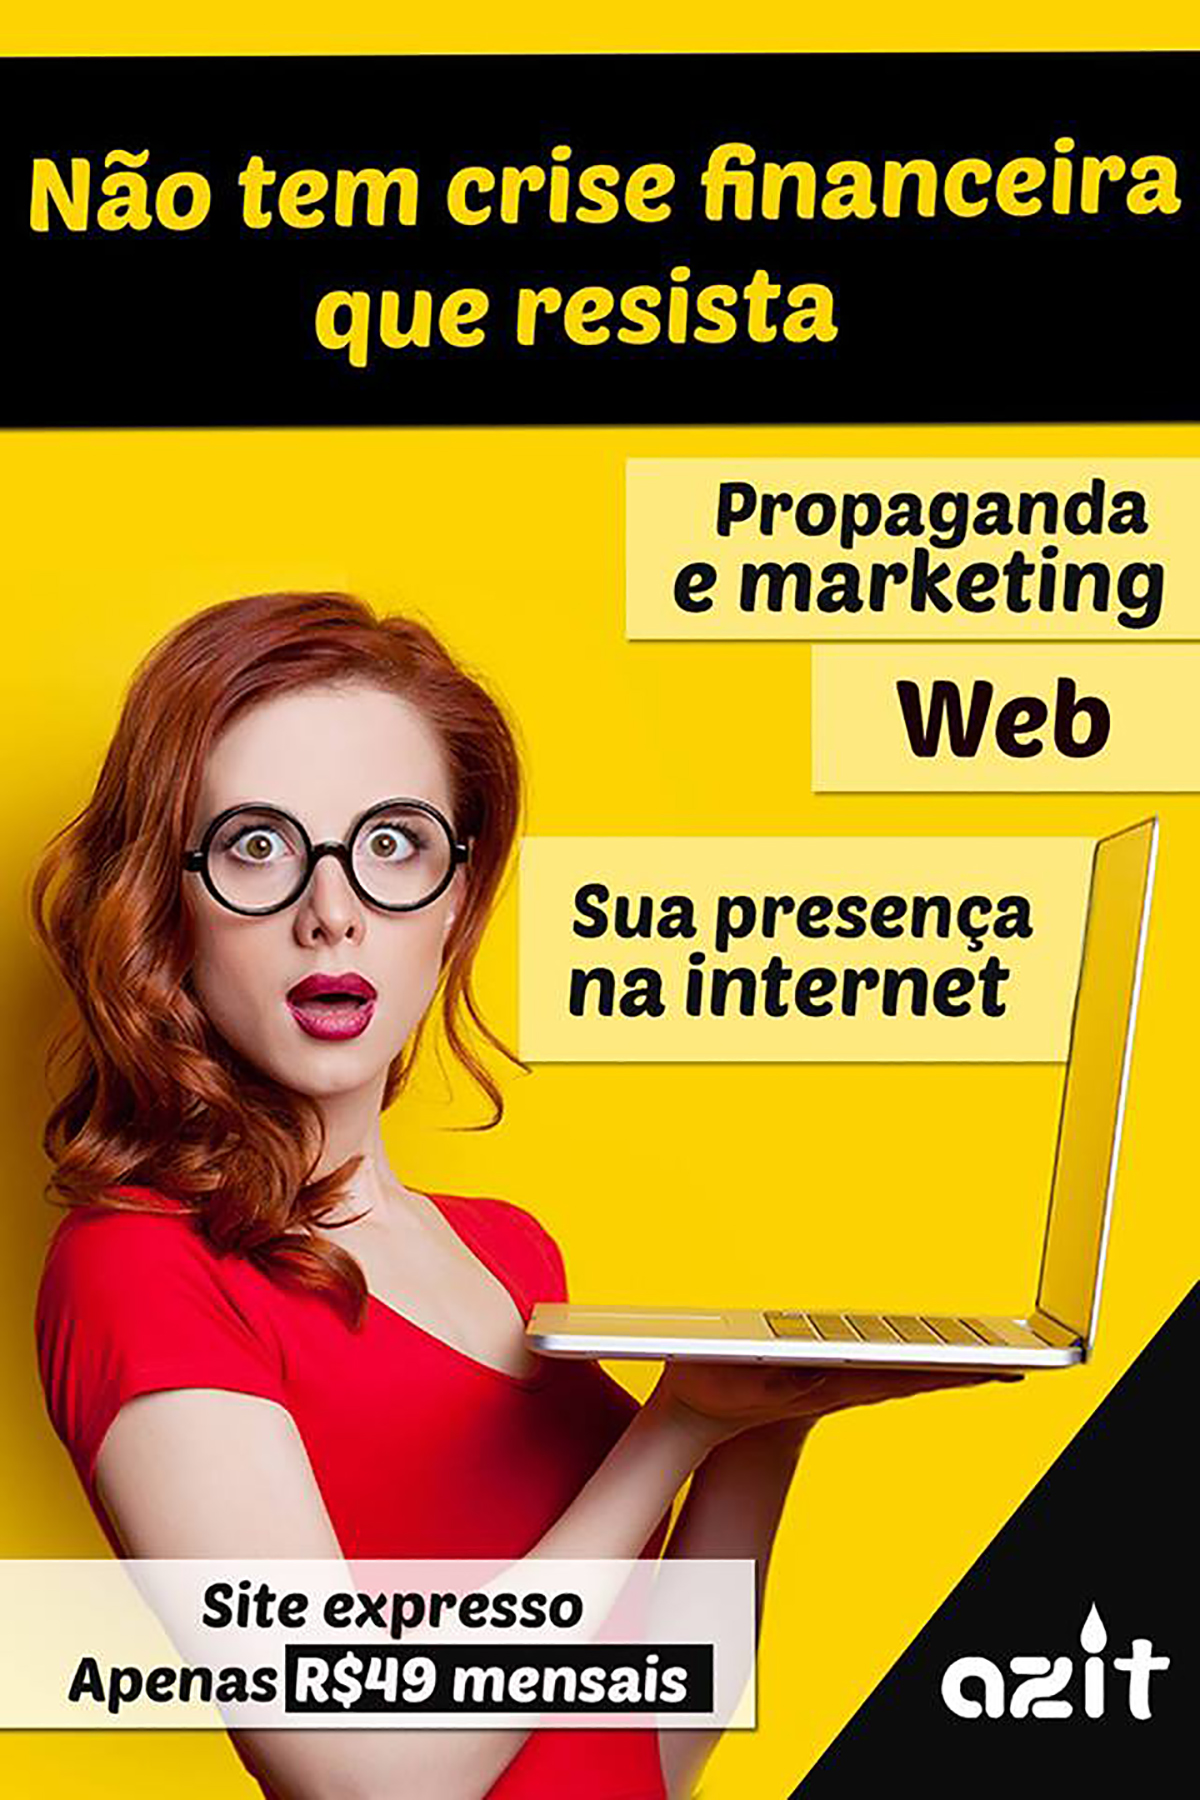 Não tem crise financeira
que resista
Propaganda
e marketing
Web
Sua presença
na internet
Site expresso
Apenas R$49 mensais
azit